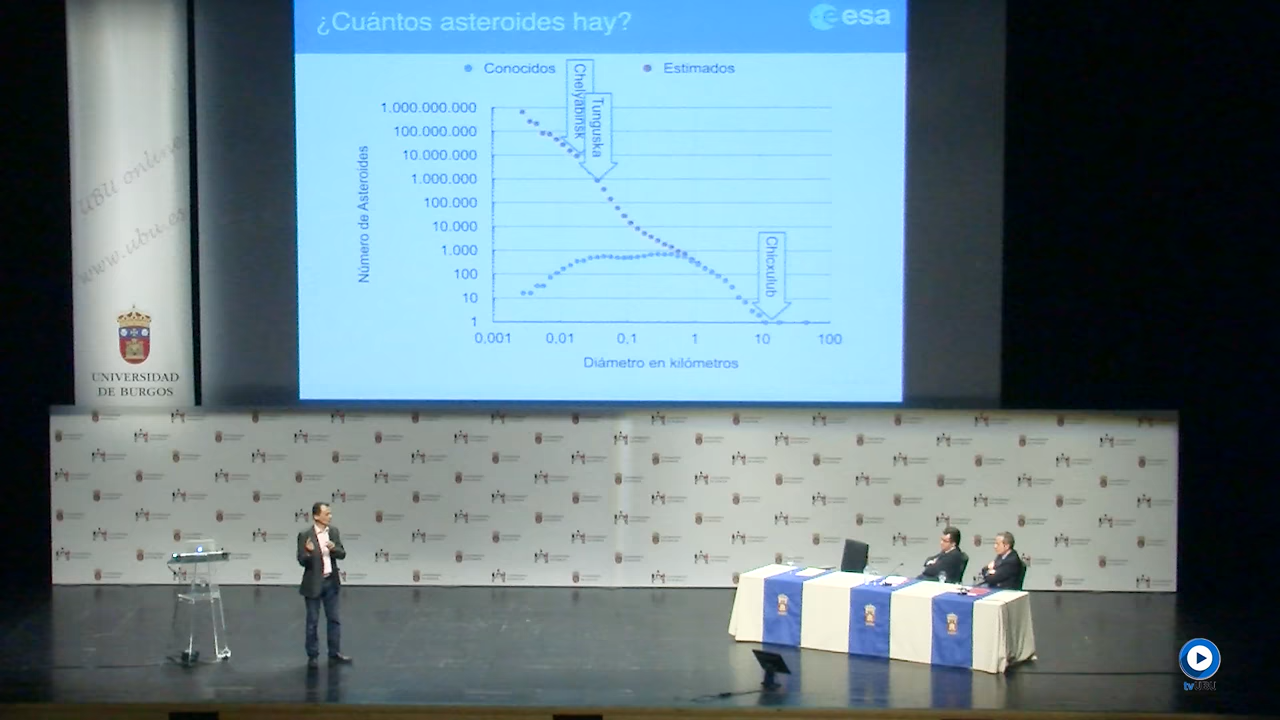 ¿Cuántos asteroides hay?
esa
Conocidos
Estimados
Chelyabinsk
Tunguska
Chicxulub
Número de Asteroides
1.000.000.000
100.000.000
10.000.000
1.000.000
100.000
10.000
1.000
100
10
1
0,001
0,01
0,1
1
10
100
Diámetro en kilómetros
UBU online
www.ubu.es
UNIVERSIDAD
DE BURGOS
tvUBU